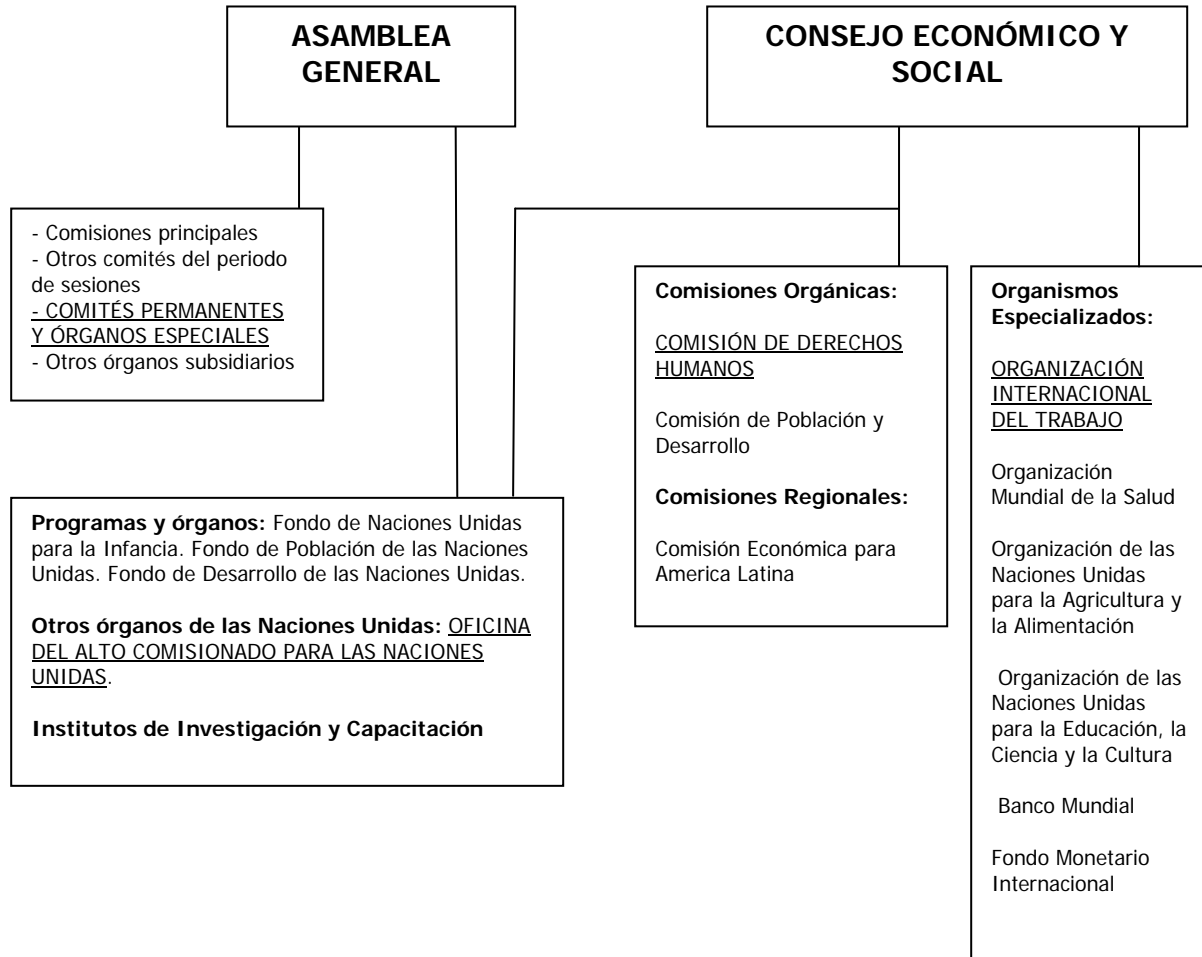 ASAMBLEA
GENERAL
CONSEJO ECONÓMICO Y
SOCIAL
- Comisiones principales
- Otros comités del periodo
de sesiones
- COMITÉS PERMANENTES
Y ÓRGANOS ESPECIALES
- Otros órganos subsidiarios
Programas y órganos: Fondo de Naciones Unidas
para la Infancia. Fondo de Población de las Naciones
Unidas. Fondo de Desarrollo de las Naciones Unidas.
Otros órganos de las Naciones Unidas: OFICINA
DEL ALTO COMISIONADO PARA LAS NACIONES
UNIDAS.
Institutos de Investigación y Capacitación
Comisiones Orgánicas:
COMISIÓN DE DERECHOS
HUMANOS
Comisión de Población y
Desarrollo
Comisiones Regionales:
Comisión Económica para
America Latina
Organismos
Especializados:
ORGANIZACIÓN
INTERNACIONAL
DEL TRABAJO
Organización
Mundial de la Salud
Organización de las
Naciones Unidas
para la Agricultura y
la Alimentación
Organización de las
Naciones Unidas
para la Educación, la
Ciencia y la Cultura
Banco Mundial
Fondo Monetario
Internacional